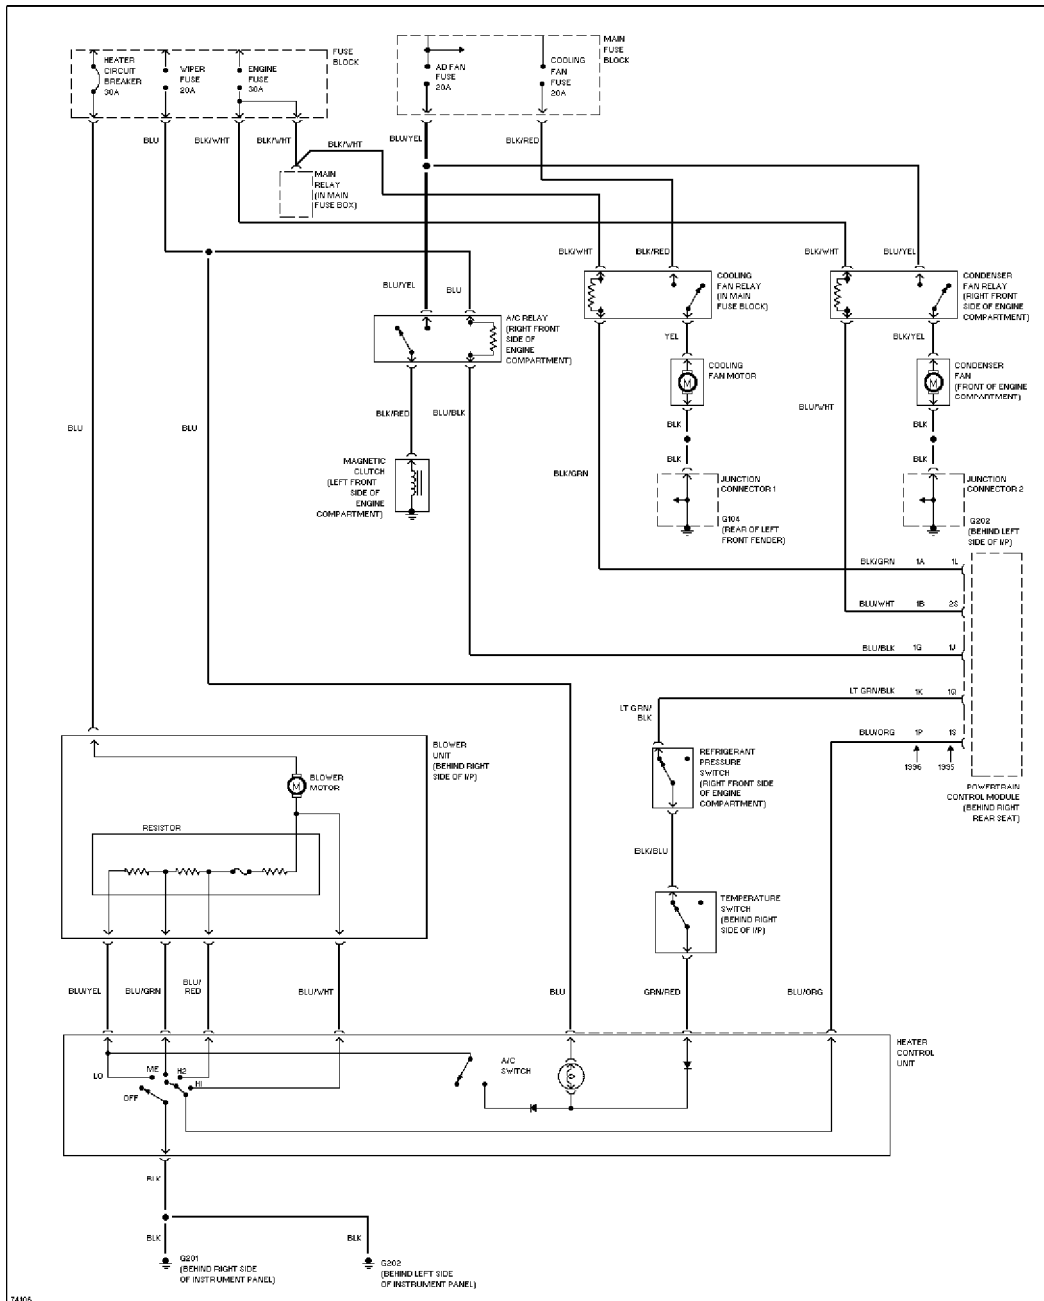 HEATER
CIRCUIT
BREAKER
30A
WIPER
FUSE
20A
ENGINE
FUSE
30A
FUSE
BLOCK
AD FAN
FUSE
20A
COOLING
FAN
FUSE
20A
MAIN
FUSE
BLOCK
BLU
BLK/WHT
BLK/WHT
BLK/WHT
BLU/YEL
BLK/RED
MAIN
RELAY
(IN MAIN
FUSE BOX)
BLK/WHT
BLK/RED
BLK/WHT
BLU/YEL
BLU/YEL
BLU
COOLING
FAN RELAY
(IN MAIN
FUSE BLOCK)
CONDENSER
FAN RELAY
(RIGHT FRONT
SIDE OF ENGINE
COMPARTMENT)
A/C RELAY
(RIGHT FRONT
SIDE OF
ENGINE
COMPARTMENT)
YEL
BLK/YEL
COOLING
FAN MOTOR
M
CONDENSER
FAN
(FRONT OF ENGINE
COMPARTMENT)
M
BLU
BLU
BLK/RED
BLU/BLK
BLU/WHT
BLK
BLK
BLK
BLK
MAGNETIC
CLUTCH
(LEFT FRONT
SIDE OF
ENGINE
COMPARTMENT)
BLK/GRN
JUNCTION
CONNECTOR 1
G104
(REAR OF LEFT
FRONT FENDER)
JUNCTION
CONNECTOR 2
G202
(BEHIND LEFT
SIDE OF I/P)
BLK/GRN 1A 1L
BLU/WHT 1B 2S
BLU/BLK 1G 1J
LT GRN/BLK 1K 1Q
BLU/ORG 1P 1S
1996 1995
LT GRN/
BLK
POWERTRAIN
CONTROL MODULE
(BEHIND RIGHT
REAR SEAT)
BLOWER
UNIT
(BEHIND RIGHT
SIDE OF I/P)
M
BLOWER
MOTOR
RESISTOR
REFRIGERANT
PRESSURE
SWITCH
(RIGHT FRONT SIDE
OF ENGINE
COMPARTMENT)
BLK/BLU
TEMPERATURE
SWITCH
(BEHIND RIGHT
SIDE OF I/P)
BLU/YEL
BLU/GRN
BLU/
RED
BLU/WHT
BLU
GRN/RED
BLU/ORG
HEATER
CONTROL
UNIT
A/C
SWITCH
LO
ME
H2
HI
OFF
BLK
BLK
BLK
G201
(BEHIND RIGHT SIDE
OF INSTRUMENT PANEL)
G202
(BEHIND LEFT SIDE
OF INSTRUMENT PANEL)